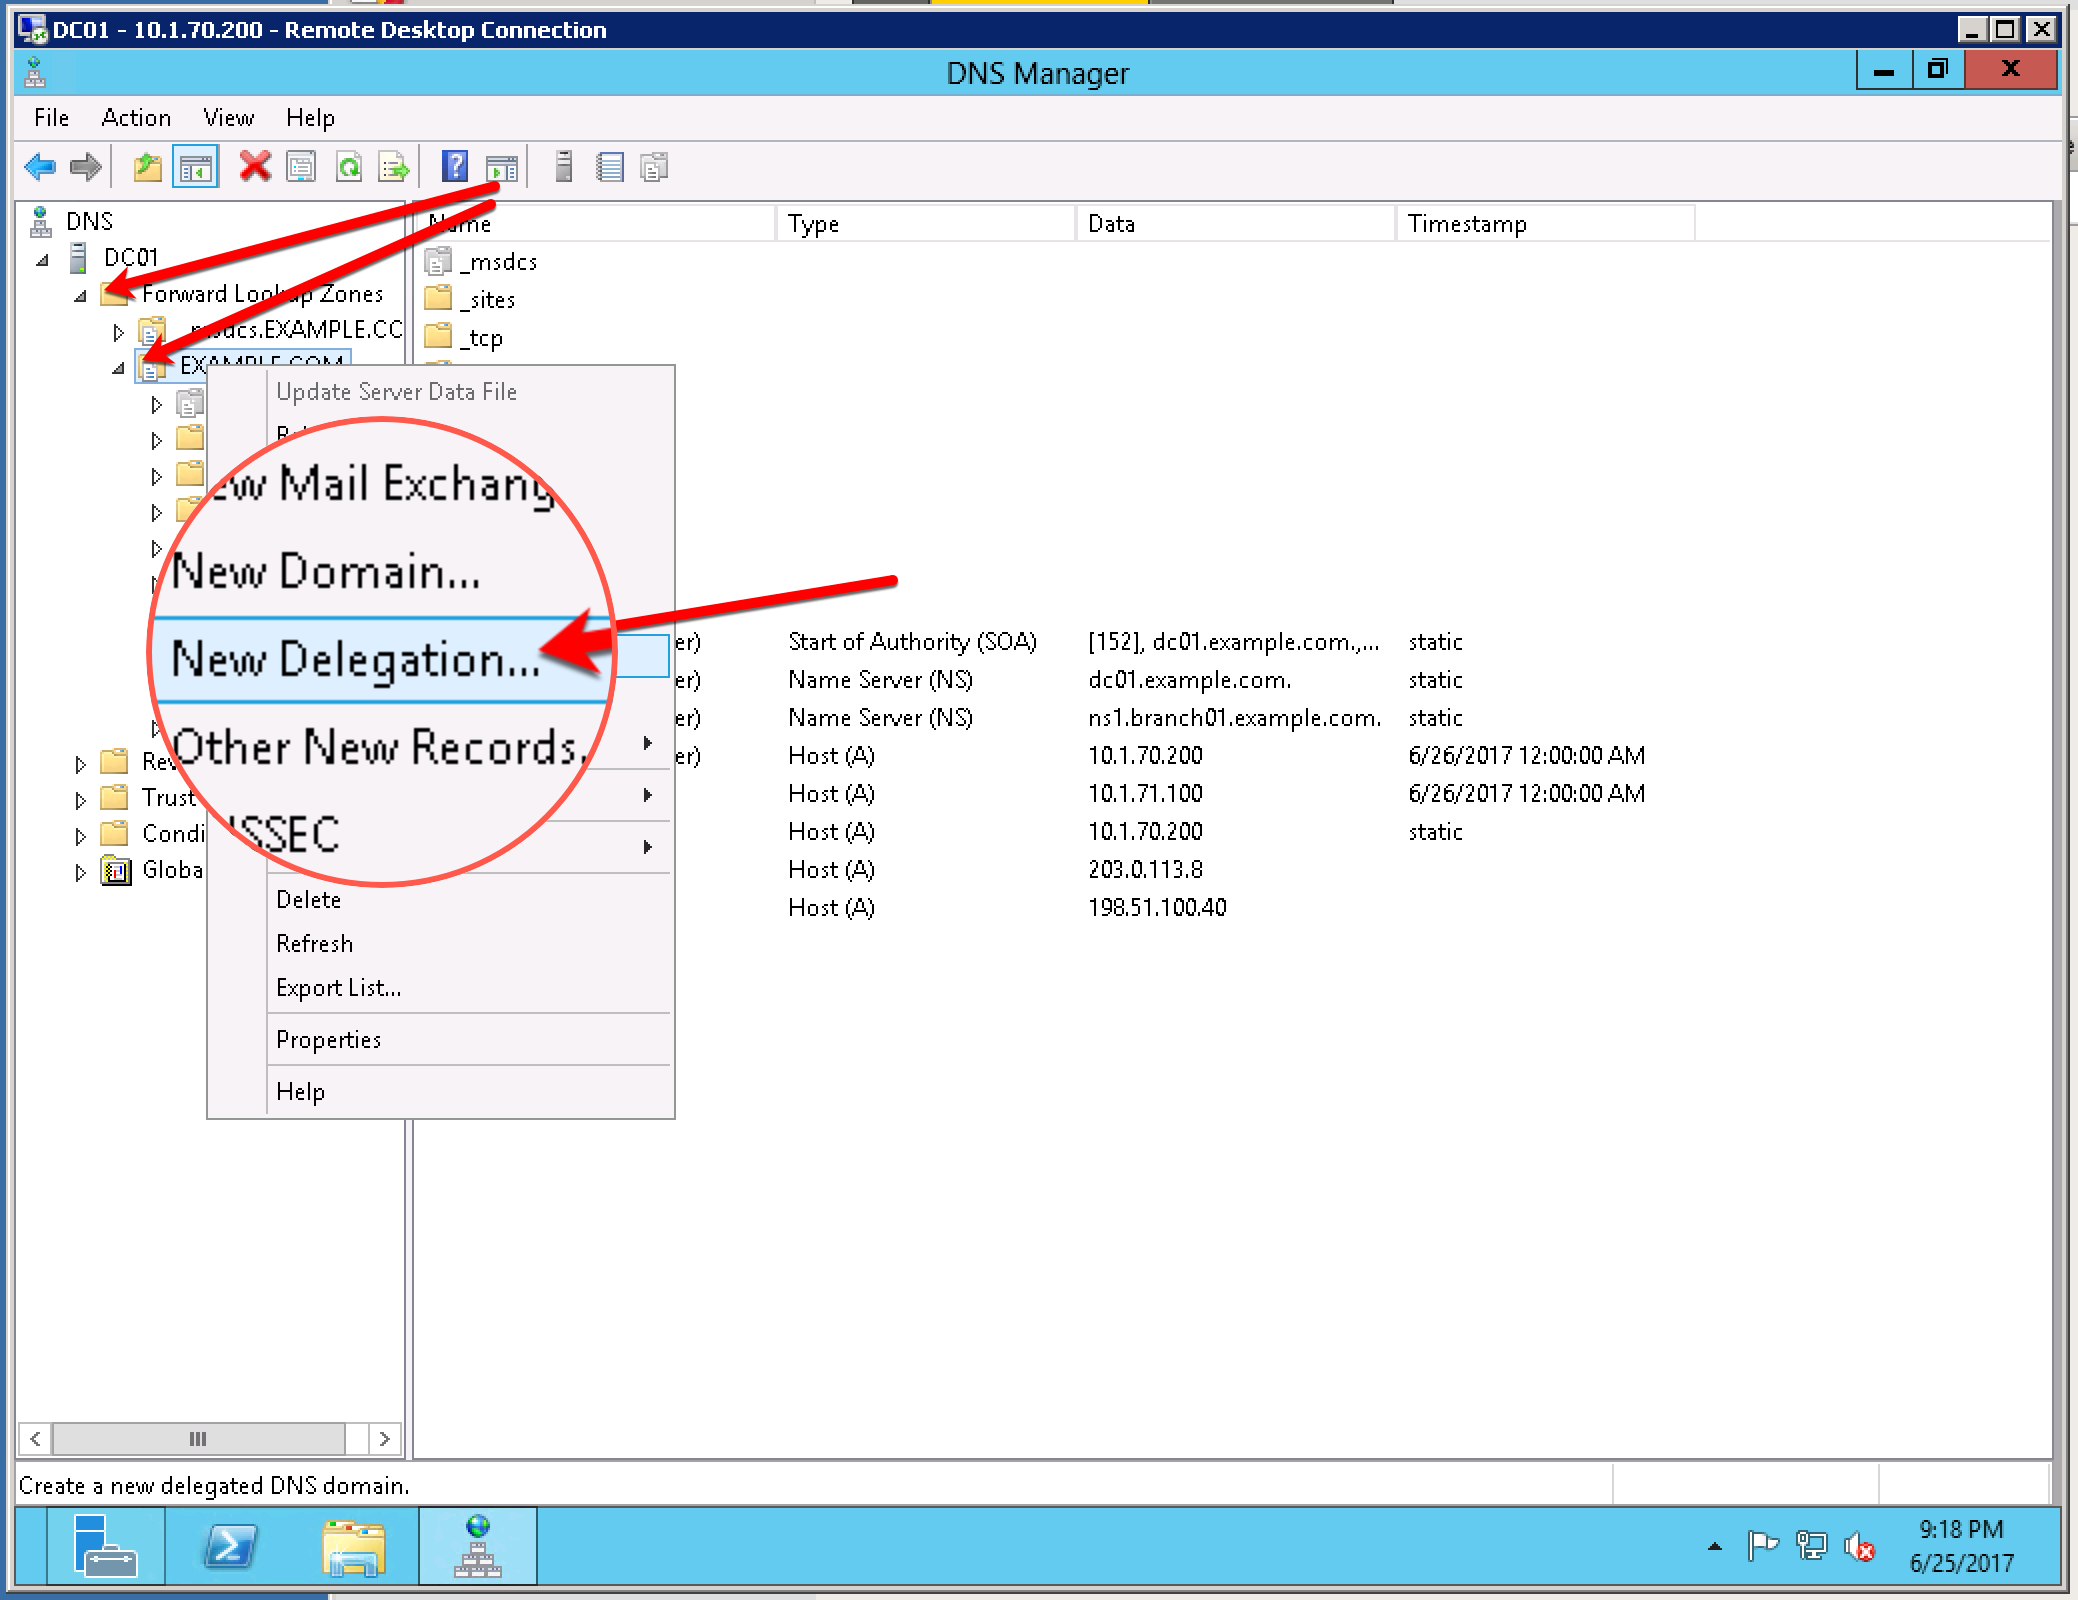 DC01 - 10.1.70.200 - Remote Desktop Connection
DNS Manager
File Action View Help
DNS
DC01
Forward Lookup Zones
msdcs.EXAMPLE.CC
EXAMPLE.COM
Trust
Name Type Data Timestamp
_msdcs
_sites
_tcp
Update Server Data File
New Domain...
New Delegation...
Other New Records.
Delete
Refresh
Export List...
Properties
Help
er) Start of Authority (SOA) [152], dc01.example.com.,... static
er) Name Server (NS) dc01.example.com. static
er) Name Server (NS) ns1.branch01.example.com. static
er) Host (A) 10.1.70.200 6/26/2017 12:00:00 AM
Host (A) 10.1.71.100 6/26/2017 12:00:00 AM
Host (A) 10.1.70.200 static
Host (A) 203.0.113.8
Host (A) 198.51.100.40
ew Mail Exchang
Rev
Condi
Globa
SSEC
Create a new delegated DNS domain.
9:18 PM
6/25/2017